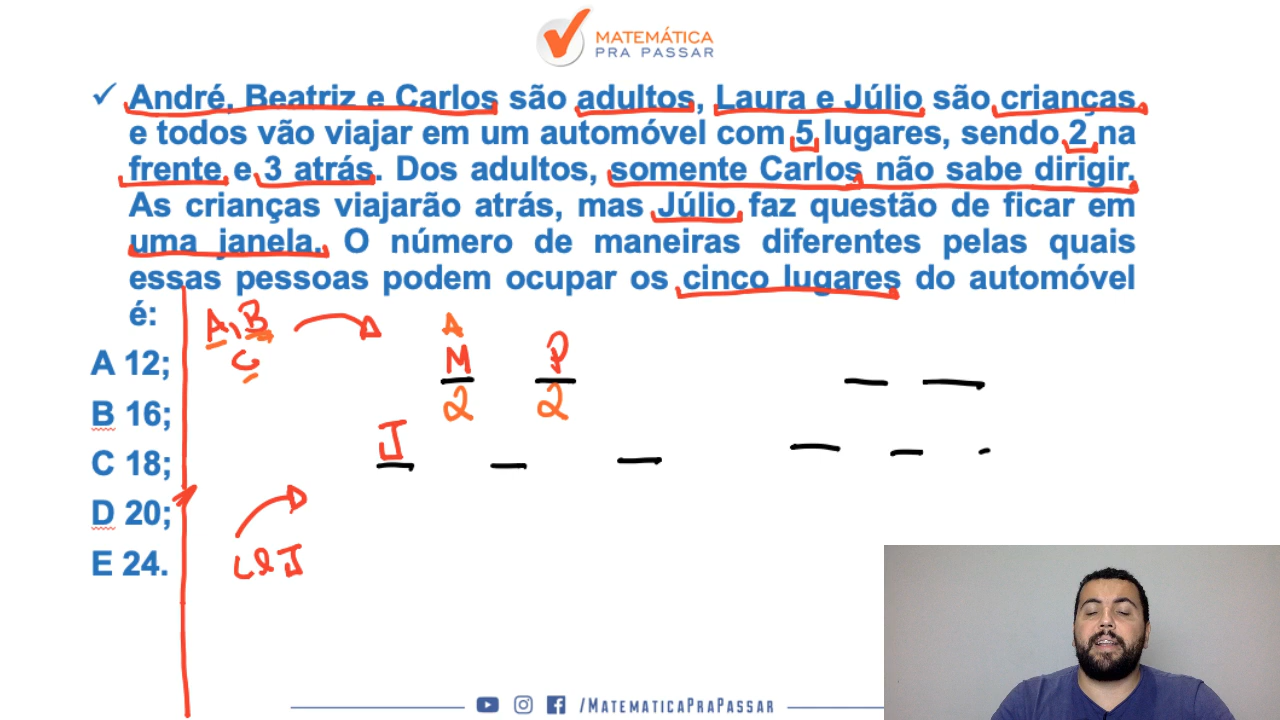 MATEMÁTICA
PRA PASSAR
✓ André, Beatriz e Carlos são adultos, Laura e Júlio são crianças
e todos vão viajar em um automóvel com 5 lugares, sendo 2 na
frente e 3 atrás. Dos adultos, somente Carlos não sabe dirigir.
As crianças viajarão atrás, mas Júlio faz questão de ficar em
uma janela. O número de maneiras diferentes pelas quais
essas pessoas podem ocupar os cinco lugares do automóvel
é:
A, B
C
A
M P
2 2
J
L e J
A 12;
B 16;
C 18;
D 20;
E 24.
/MATEMATICAPRAPASSAR